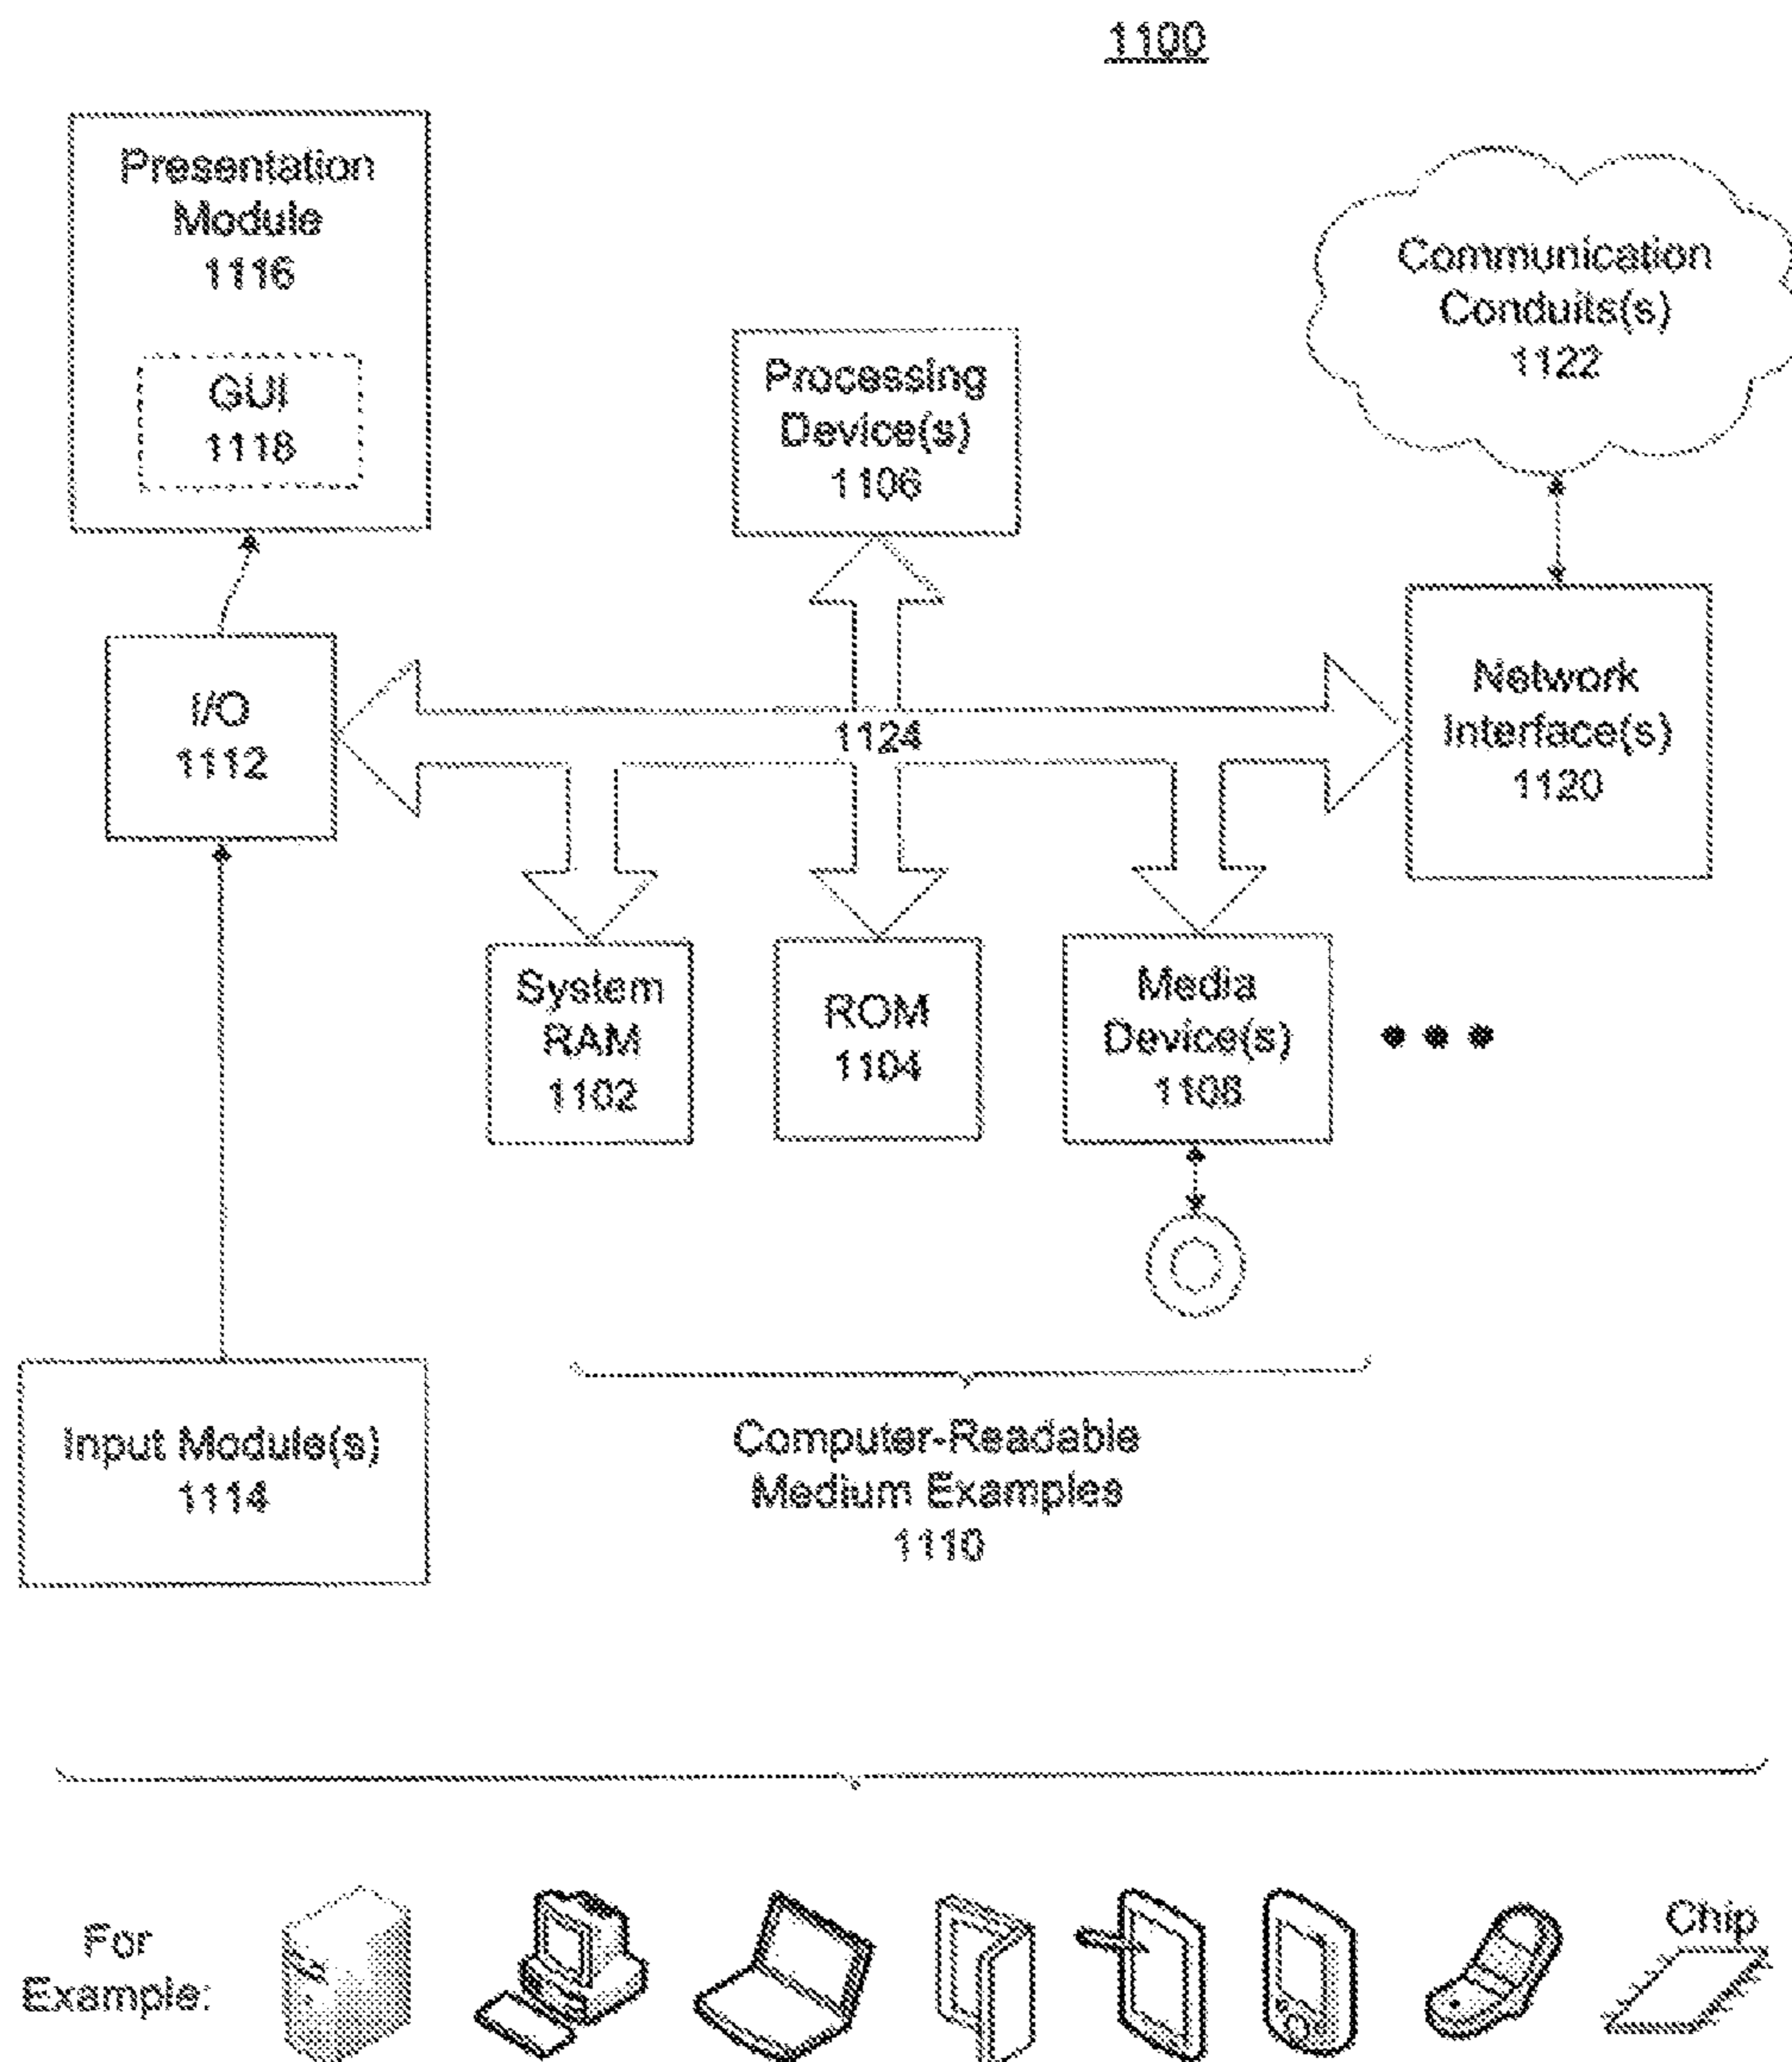 1100
Presentation
Module
1116
GUI
1118
Processing
Device(s)
1106
Communication
Conduits(s)
1122
I/O
1112
1124
Network
Interface(s)
1120
System
RAM
1102
ROM
1104
Media
Device(s)
1108
Input Module(s)
1114
Computer-Readable
Medium Examples
1110
For
Example:
Chip